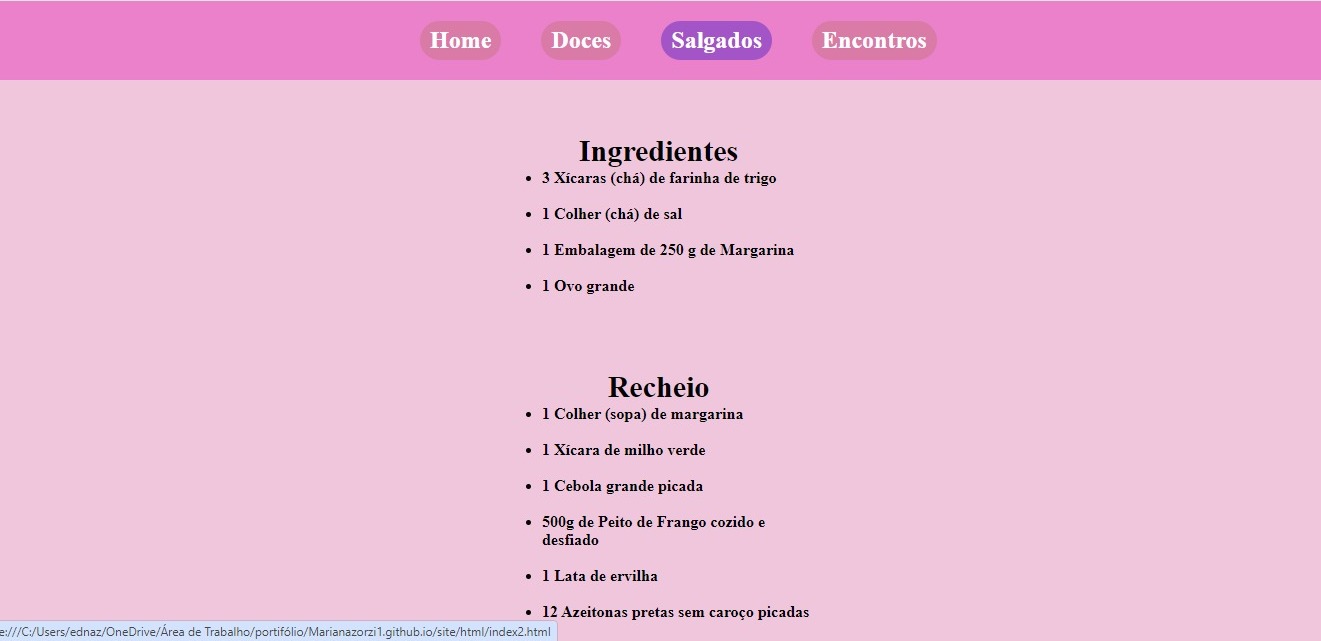 Home Doces Salgados Encontros
Ingredientes
• 3 Xícaras (chá) de farinha de trigo
• 1 Colher (chá) de sal
• 1 Embalagem de 250 g de Margarina
• 1 Ovo grande
Recheio
• 1 Colher (sopa) de margarina
• 1 Xícara de milho verde
• 1 Cebola grande picada
• 500g de Peito de Frango cozido e
desfiado
• 1 Lata de ervilha
• 12 Azeitonas pretas sem caroço picadas
e:///C:/Users/ednaz/OneDrive/Área de Trabalho/portifólio/Marianazorzi1.github.io/site/html/index2.html